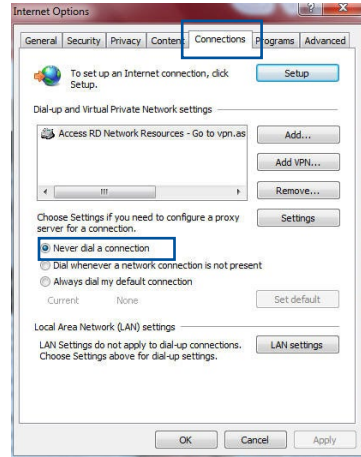 Internet Options
General Security Privacy Content Connections Programs Advanced
To set up an Internet connection, click
Setup.
Setup
Dial-up and Virtual Private Network settings
Access RD Network Resources - Go to vpn.as
Add...
Add VPN...
Remove...
Choose Settings if you need to configure a proxy
server for a connection.
Settings
Never dial a connection
Dial whenever a network connection is not present
Always dial my default connection
Current None
Set default
Local Area Network (LAN) settings
LAN Settings do not apply to dial-up connections.
Choose Settings above for dial-up settings.
LAN settings
OK Cancel Apply